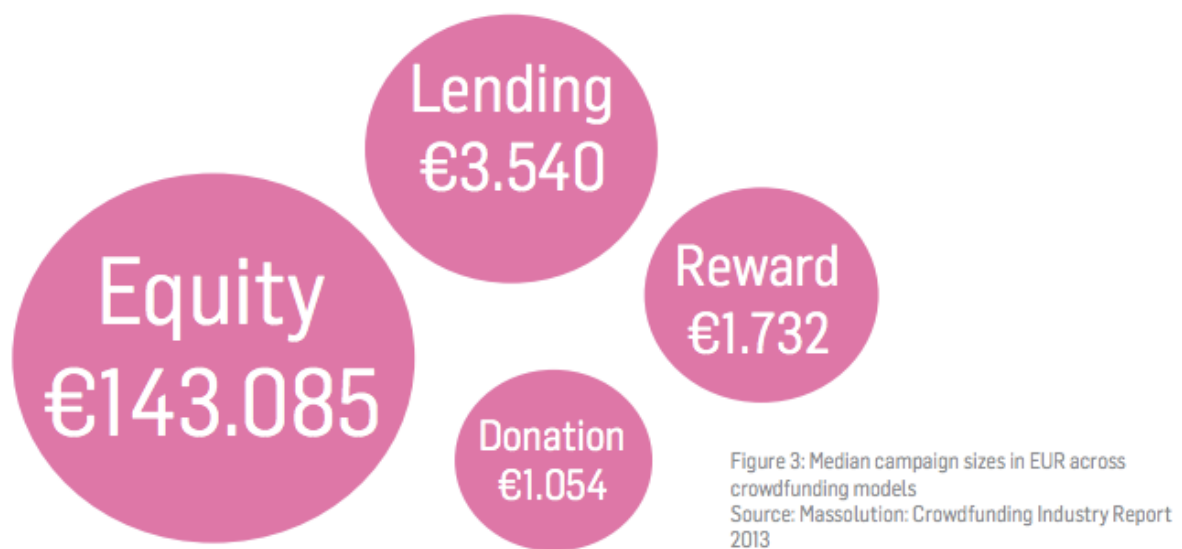 Lending
€3.540
Equity
€143.085
Reward
€1.732
Donation
€1.054
Figure 3: Median campaign sizes in EUR across
crowdfunding models
Source: Massolution: Crowdfunding Industry Report
2013